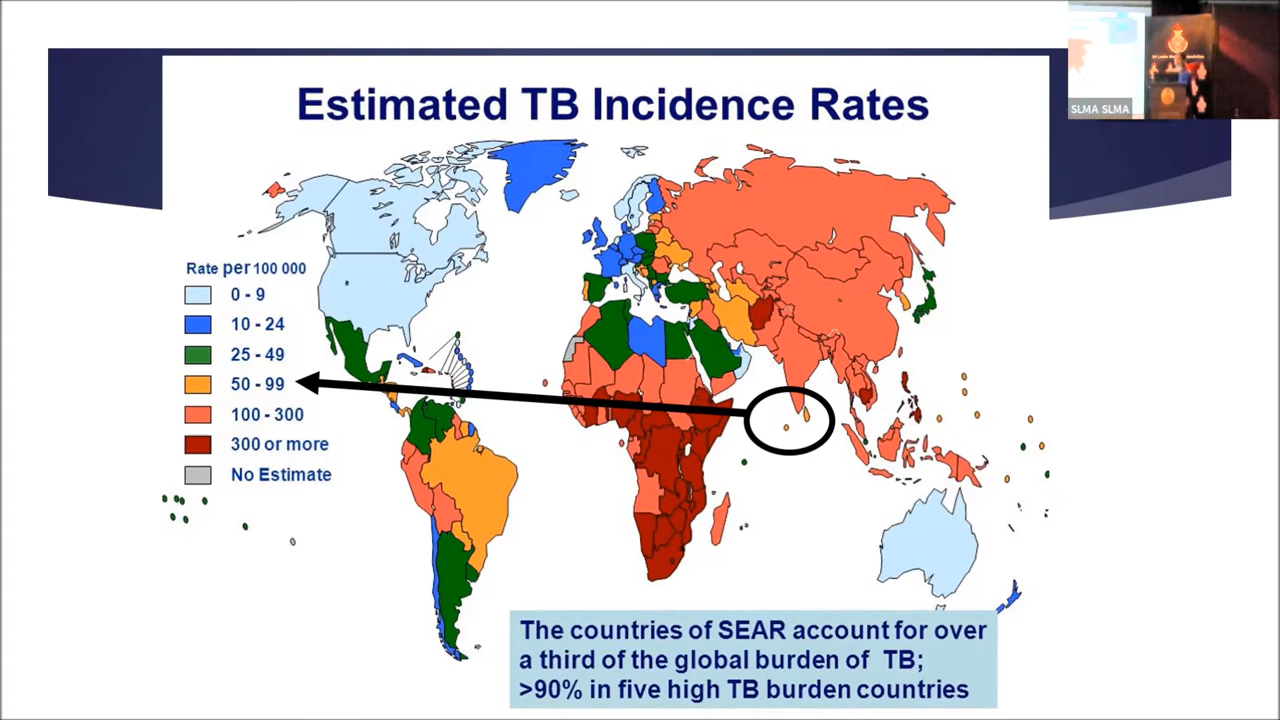 SLMA SLMA
Estimated TB Incidence Rates
Rate per 100 000
0 - 9
10 - 24
25 - 49
50 - 99
100 - 300
300 or more
No Estimate
The countries of SEAR account for over
a third of the global burden of TB;
>90% in five high TB burden countries